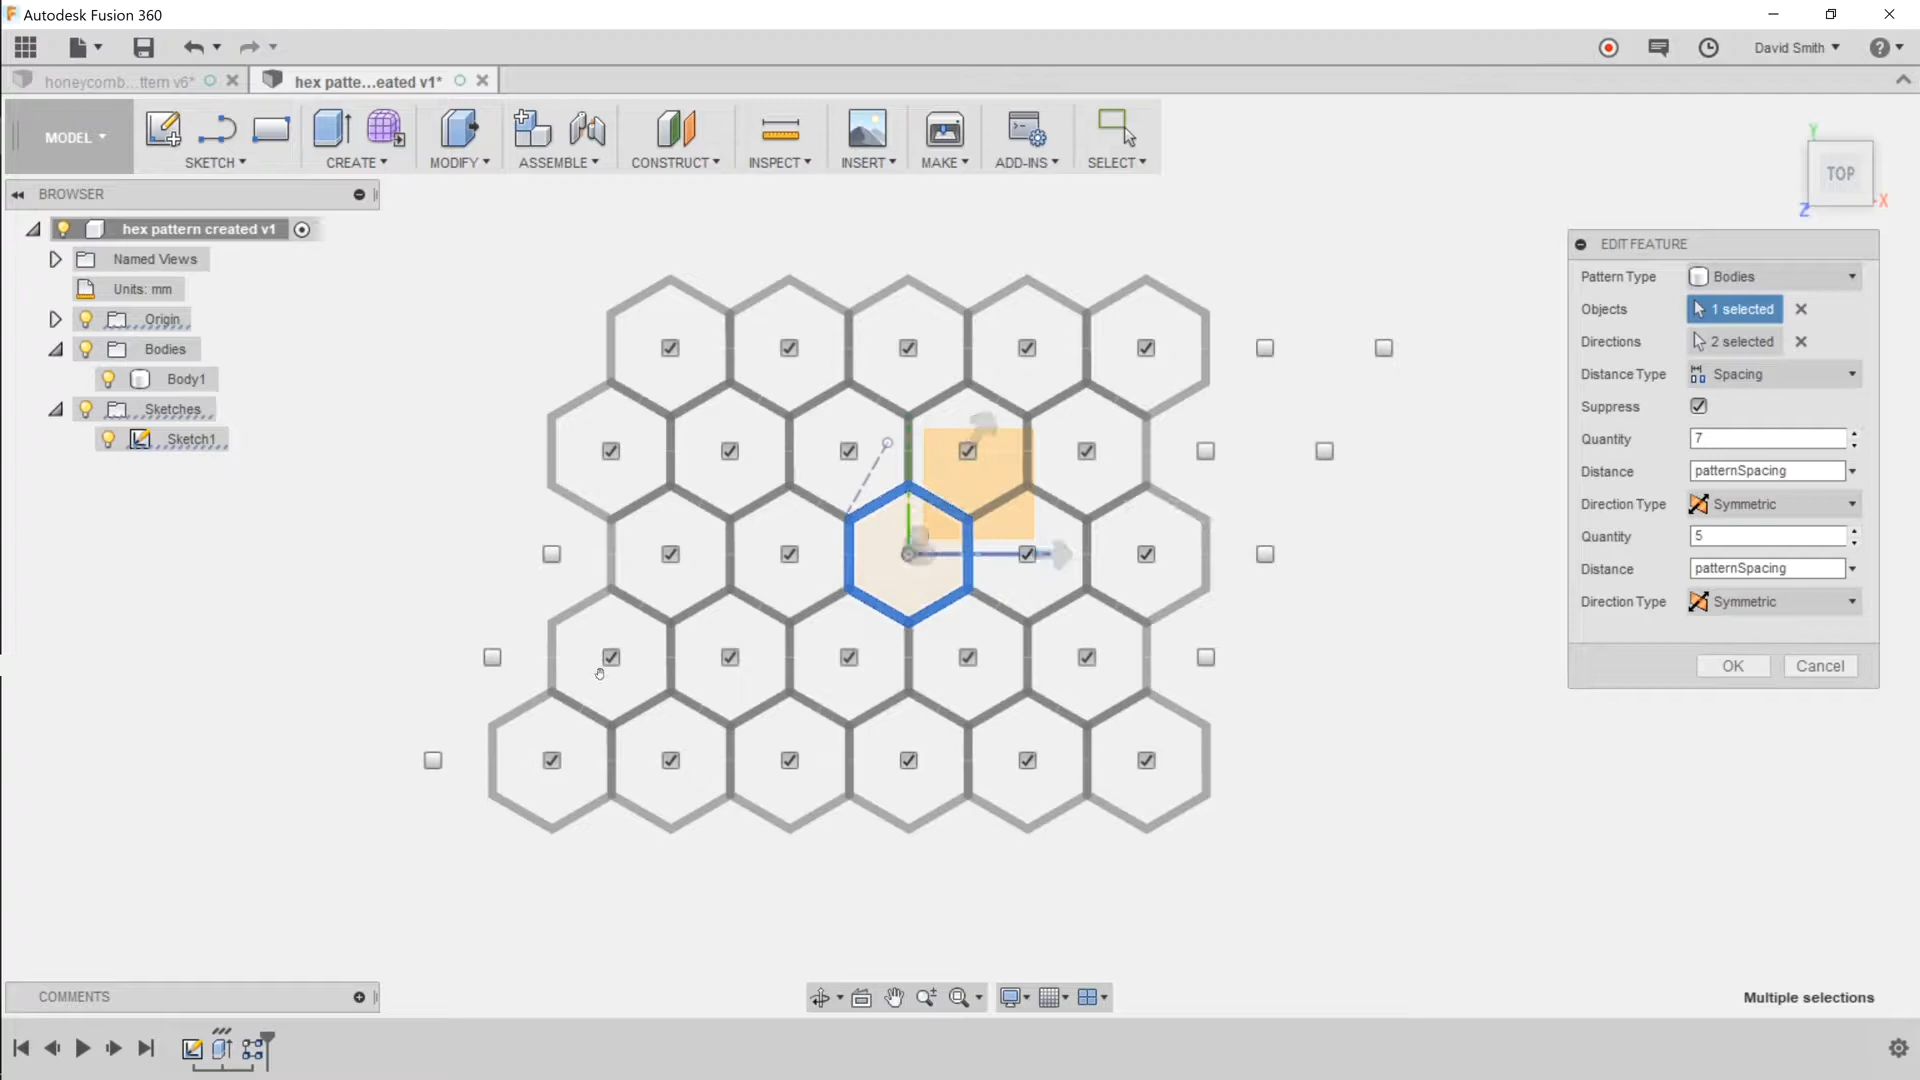 Autodesk Fusion 360
David Smith
honeycomb...ttern v6*
hex patte...eated v1*
MODEL
SKETCH
CREATE
MODIFY
ASSEMBLE
CONSTRUCT
INSPECT
INSERT
MAKE
ADD-INS
SELECT
Y
TOP
X
Z
BROWSER
hex pattern created v1
Named Views
Units: mm
Origin
Bodies
Body1
Sketches
Sketch1
EDIT FEATURE
Pattern Type Bodies
Objects 1 selected
Directions 2 selected
Distance Type Spacing
Suppress
Quantity 7
Distance patternSpacing
Direction Type Symmetric
Quantity 5
Distance patternSpacing
Direction Type Symmetric
OK Cancel
COMMENTS
Multiple selections